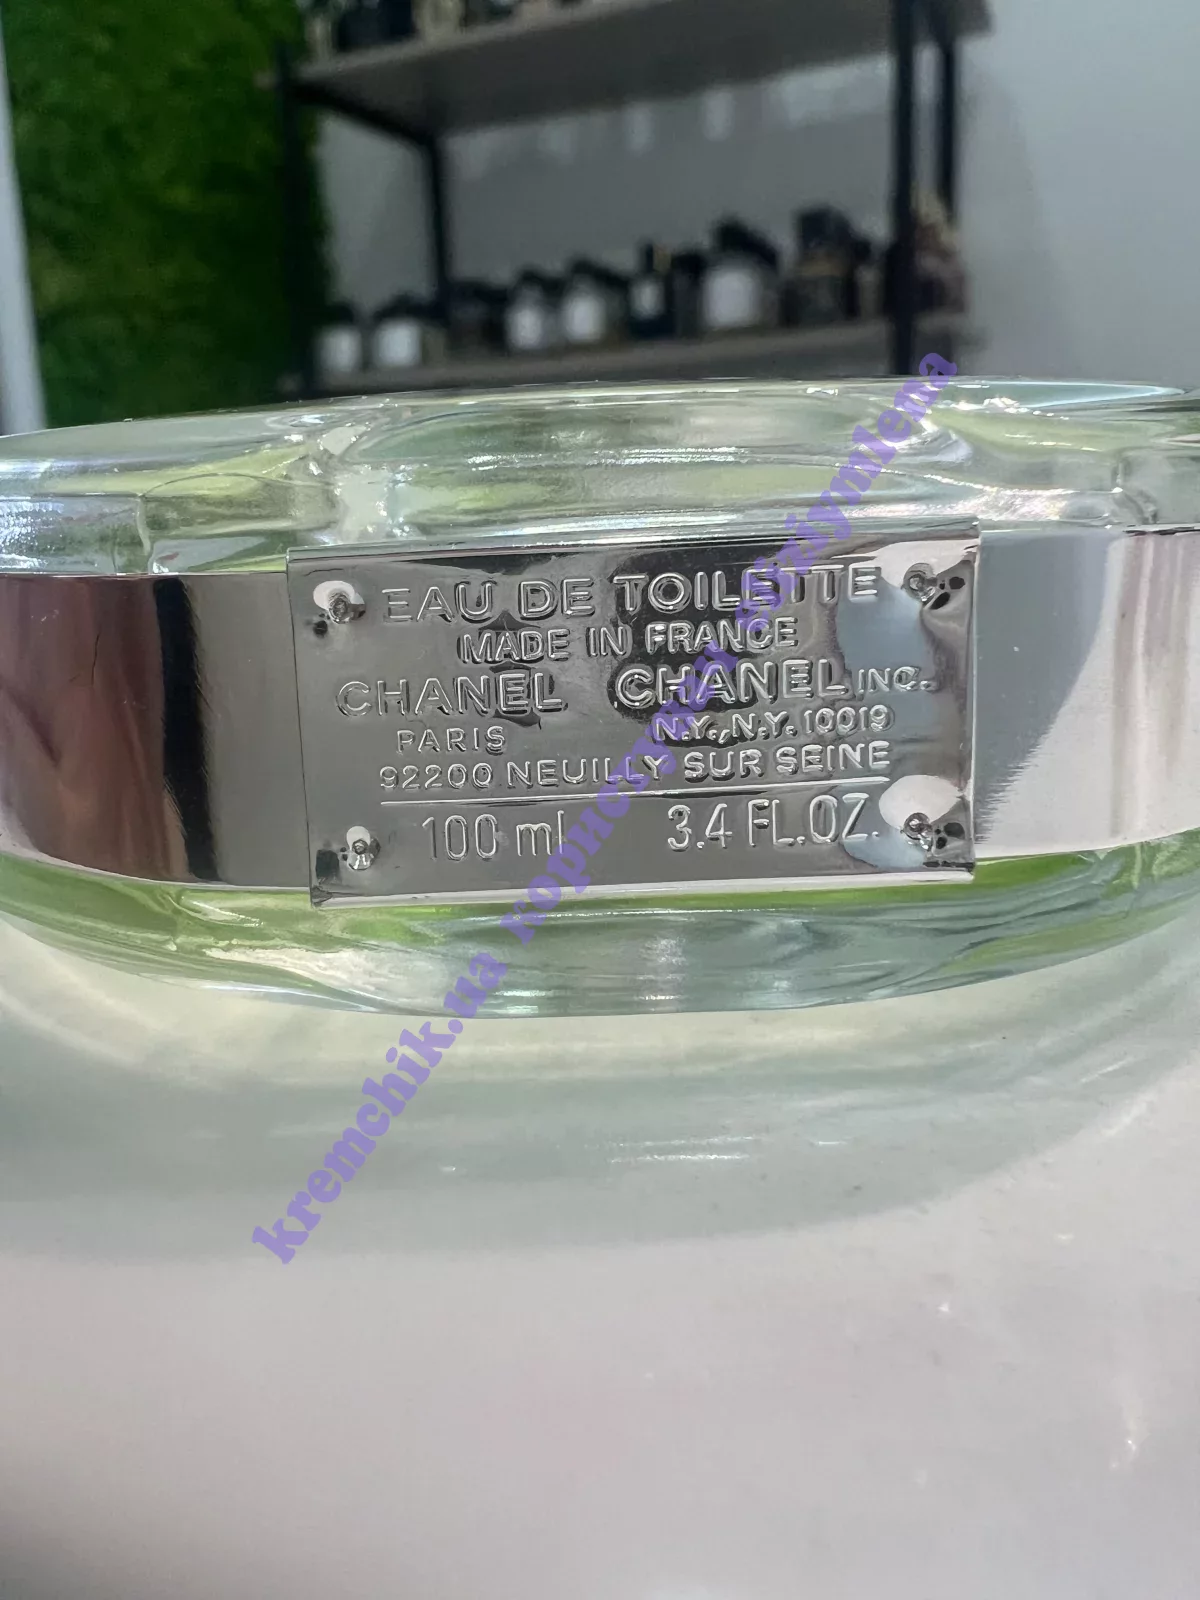 EAU DE TOILETTE
MADE IN FRANCE
CHANEL CHANEL INC.
PARIS N.Y., N.Y. 10019
92200 NEUILLY SUR SEINE
100 ml 3.4 FL.OZ.
kremchik.ua користувач